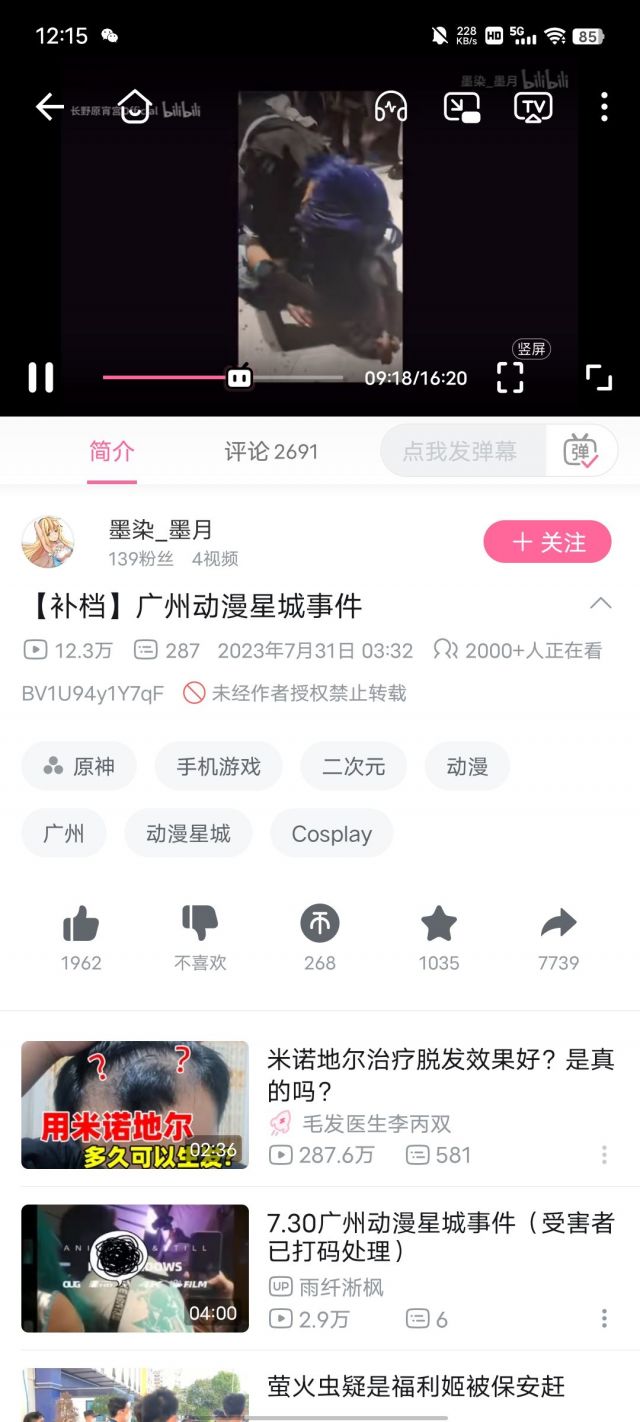 12:15
228 KB/s HD 5G 85
墨染_墨月 bilibili
长野原宵宫Official bilibili
TV
竖屏
09:18/16:20
简介
评论 2691
点我发弹幕
弹
墨染_墨月
139粉丝 4视频
＋ 关注
【补档】广州动漫星城事件
12.3万 287 2023年7月31日 03:32 2000+人正在看
BV1U94y1Y7qF 未经作者授权禁止转载
原神 手机游戏 二次元 动漫
广州 动漫星城 Cosplay
1962 不喜欢 268 1035 7739
? ?
用米诺地尔
多久可以生发?
02:36
米诺地尔治疗脱发效果好？是真
的吗？
毛发医生李丙双
287.6万 581
04:00
7.30广州动漫星城事件（受害者
已打码处理）
UP 雨纤淅枫
2.9万 6
萤火虫疑是福利姬被保安赶